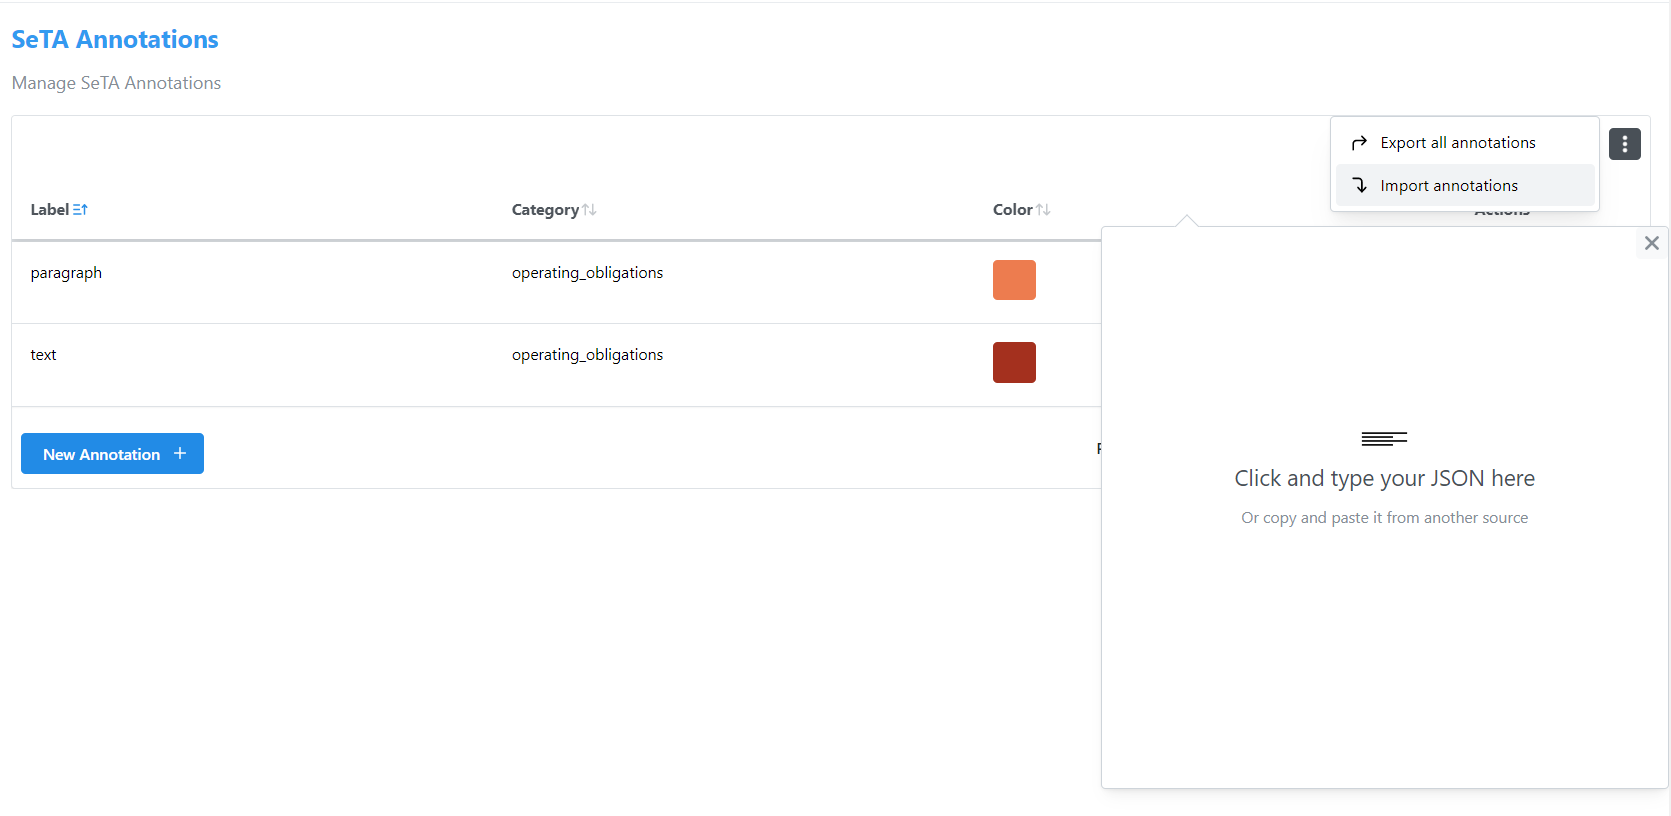 SeTA Annotations
Manage SeTA Annotations
Export all annotations
Import annotations
Label Category Color Actions
paragraph operating_obligations
text operating_obligations
New Annotation +
Click and type your JSON here
Or copy and paste it from another source